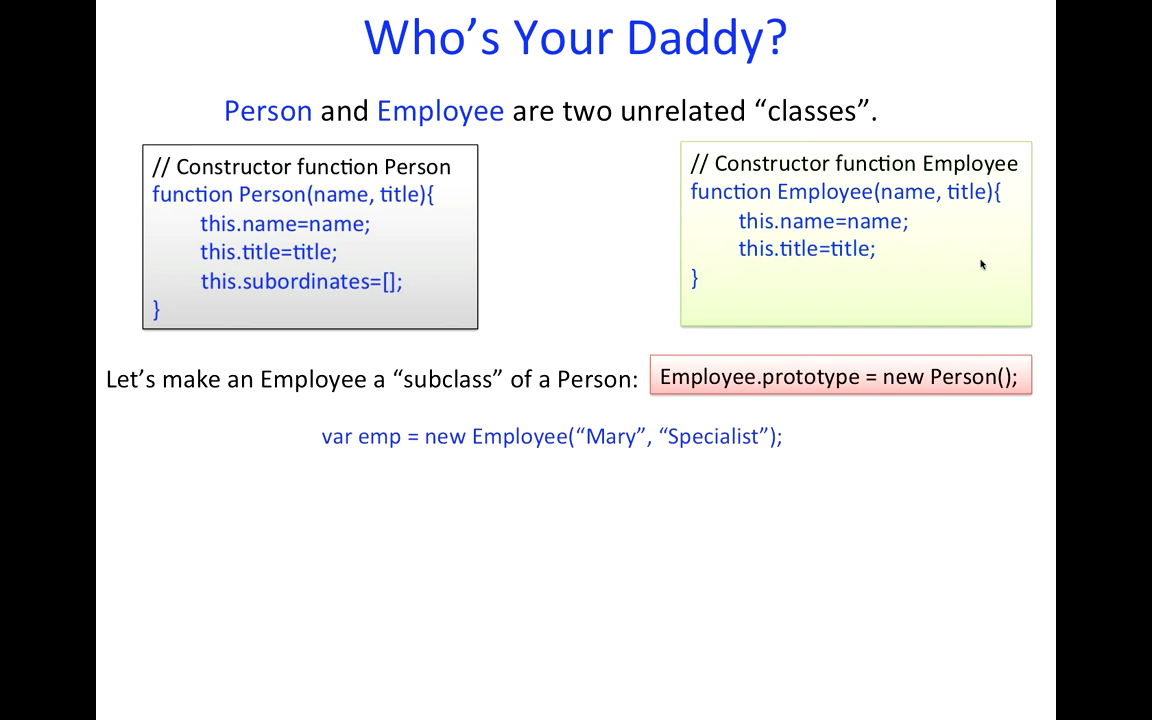 Who’s Your Daddy?
Person and Employee are two unrelated “classes”.
// Constructor function Person
function Person(name, title){
this.name=name;
this.title=title;
this.subordinates=[];
}
// Constructor function Employee
function Employee(name, title){
this.name=name;
this.title=title;
}
Let’s make an Employee a “subclass” of a Person:
Employee.prototype = new Person();
var emp = new Employee(“Mary”, “Specialist”);